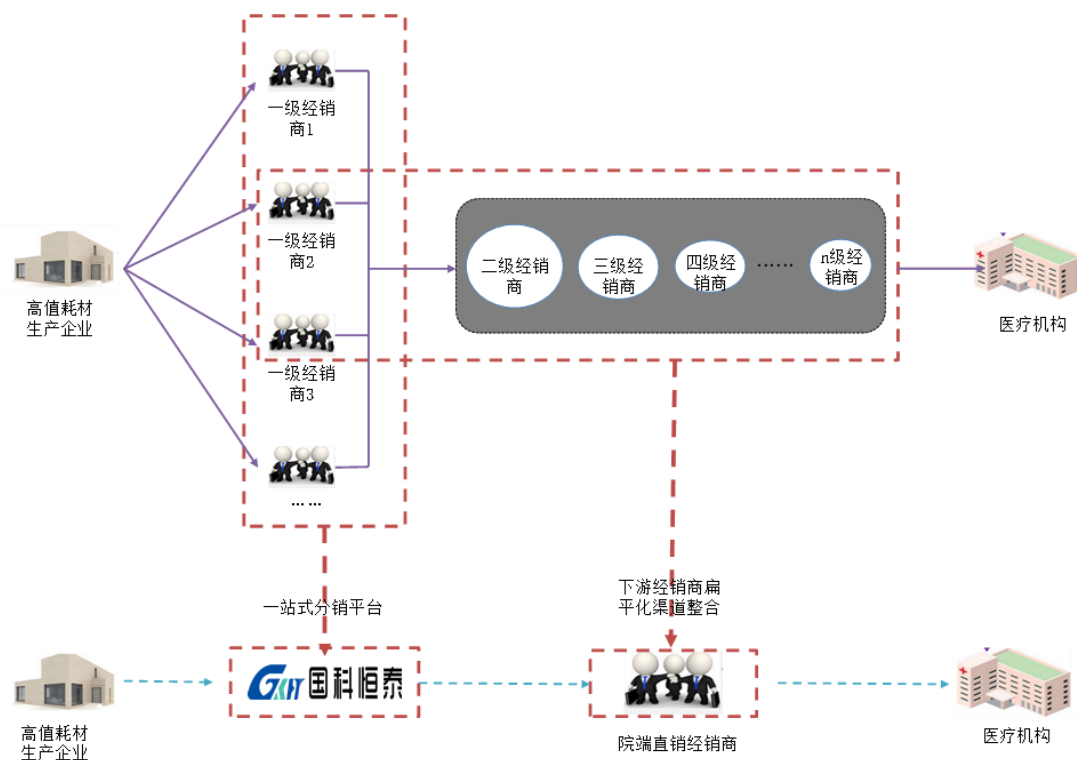 一级经销
商1
一级经销
商2
一级经销
商3
……
高值耗材
生产企业
二级经销
商
三级经
销商
四级经
销商
……
n级经
销商
医疗机构
一站式分销平台
下游经销商扁
平化渠道整合
高值耗材
生产企业
GKHT 国科恒泰
院端直销经销商
医疗机构